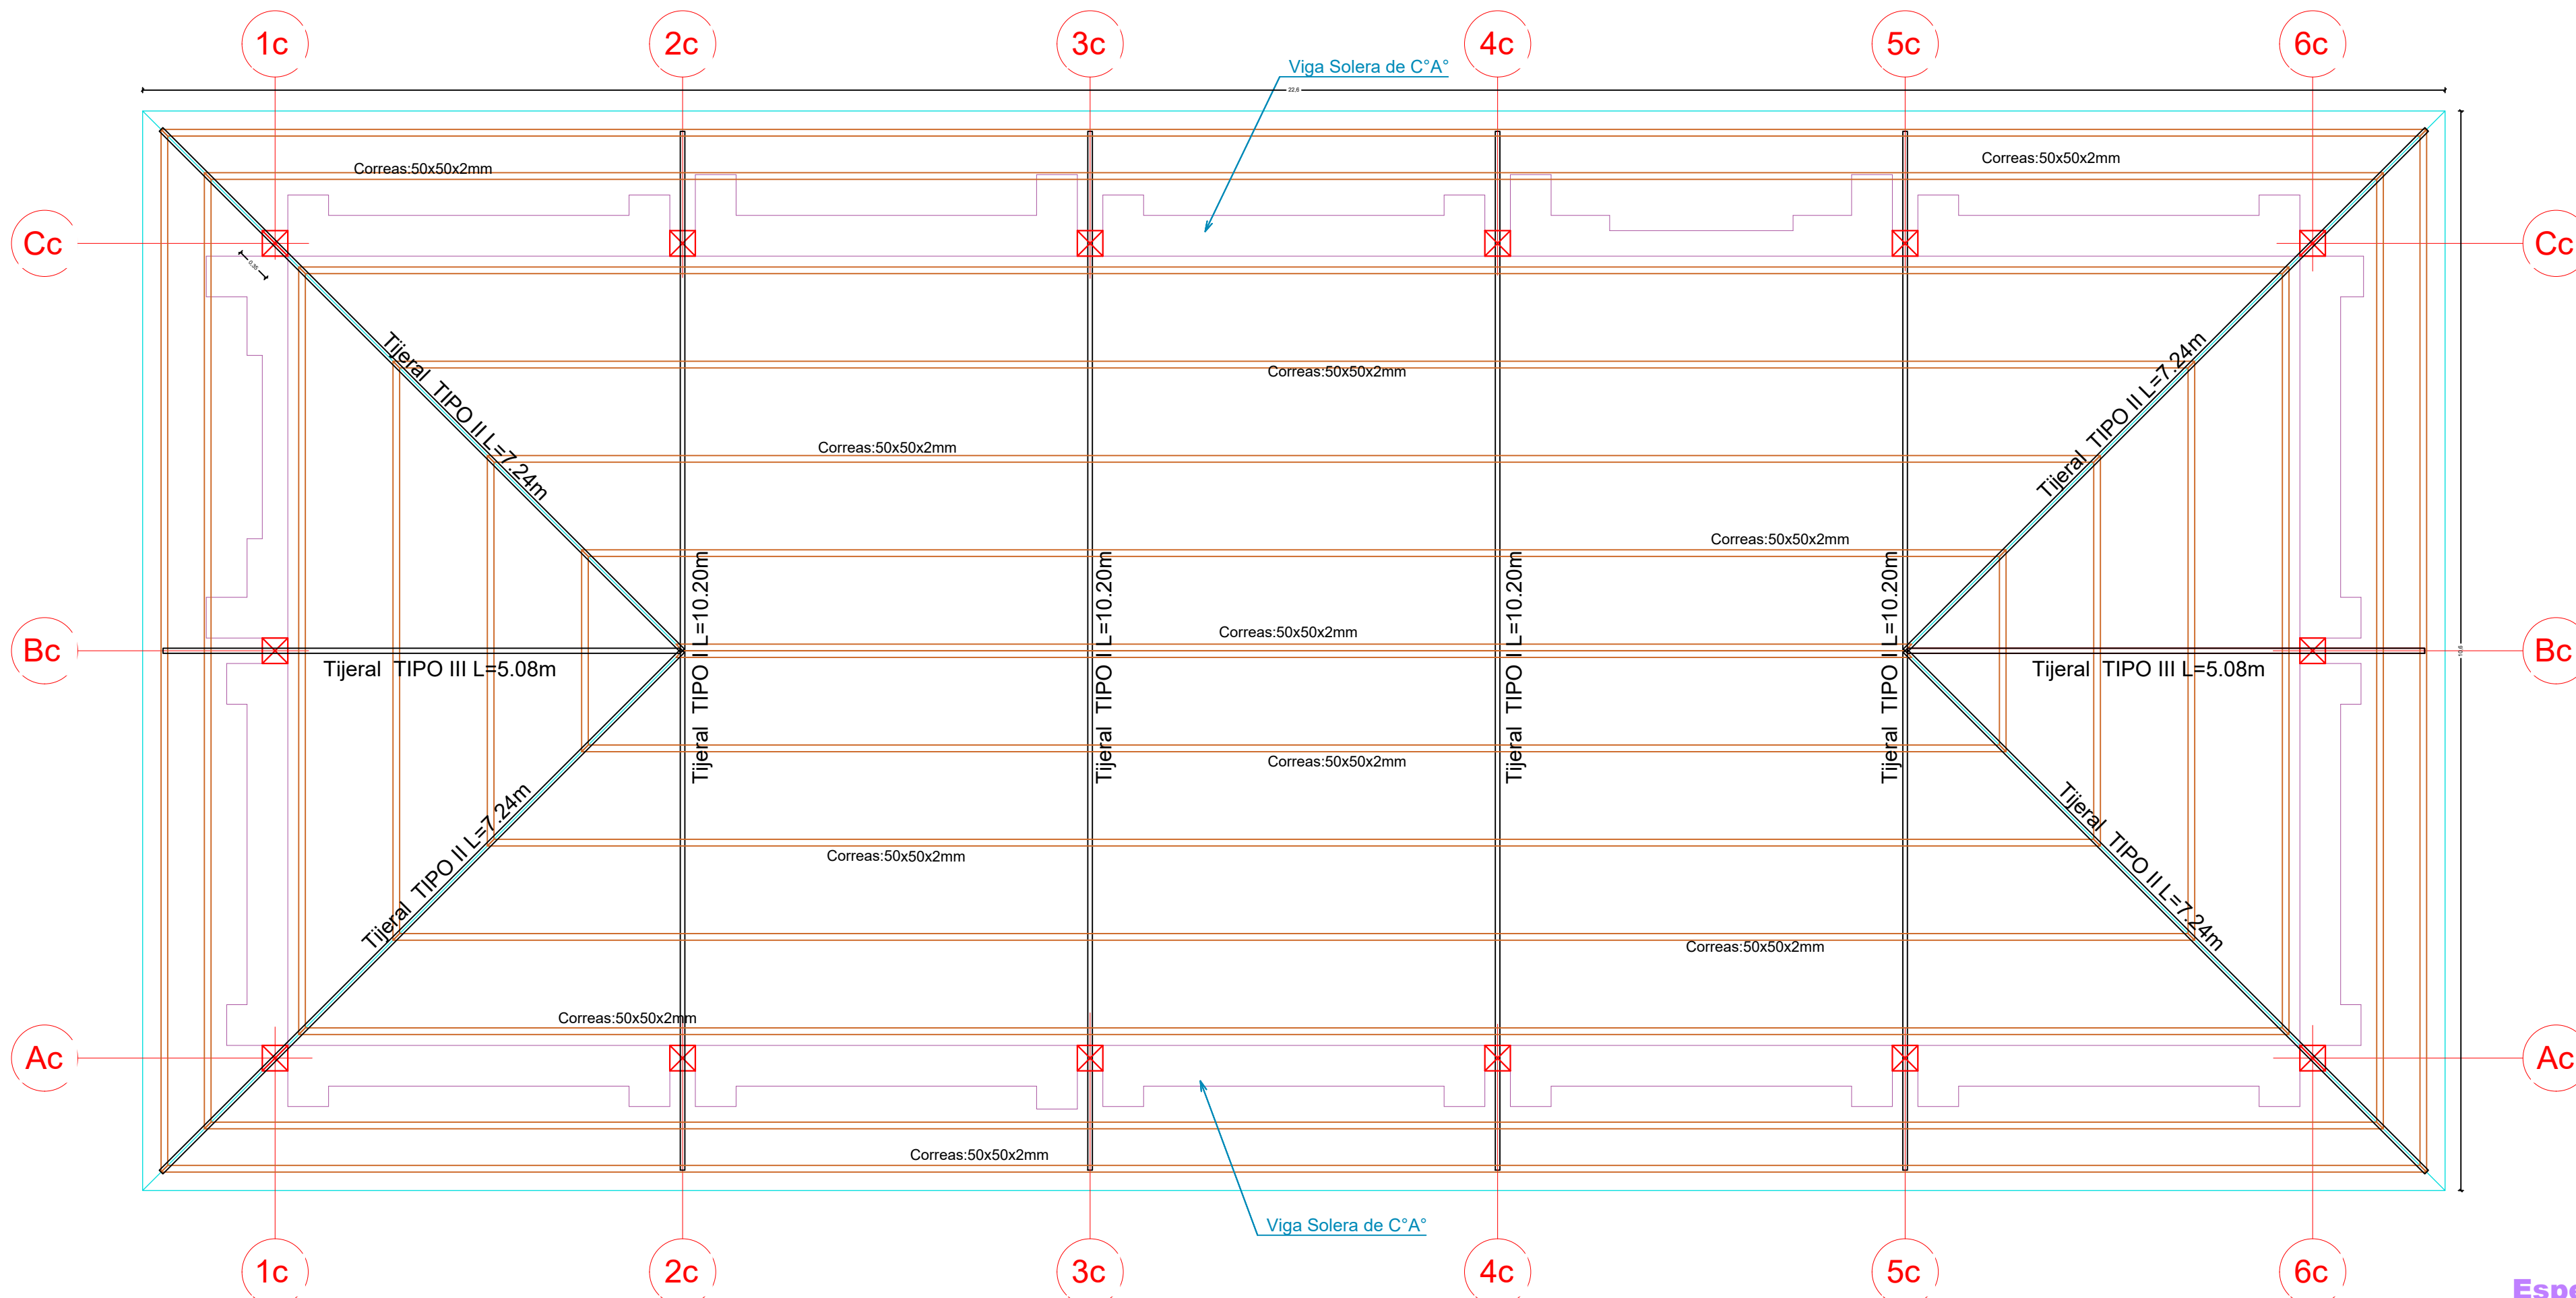 1c
2c
3c
4c
5c
6c
Viga Solera de C°A°
22,6
Correas:50x50x2mm
Correas:50x50x2mm
Cc
Cc
0,35
Tijeral TIPO II L=7.24m
Tijeral TIPO II L=7.24m
Correas:50x50x2mm
Correas:50x50x2mm
Correas:50x50x2mm
Correas:50x50x2mm
Bc
Bc
Tijeral TIPO III L=5.08m
Tijeral TIPO I L=10.20m
Tijeral TIPO I L=10.20m
Tijeral TIPO I L=10.20m
Tijeral TIPO I L=10.20m
Tijeral TIPO III L=5.08m
Correas:50x50x2mm
Tijeral TIPO II L=7.24m
Tijeral TIPO II L=7.24m
Correas:50x50x2mm
Correas:50x50x2mm
Correas:50x50x2mm
Ac
Ac
Correas:50x50x2mm
Viga Solera de C°A°
1c
2c
3c
4c
5c
6c